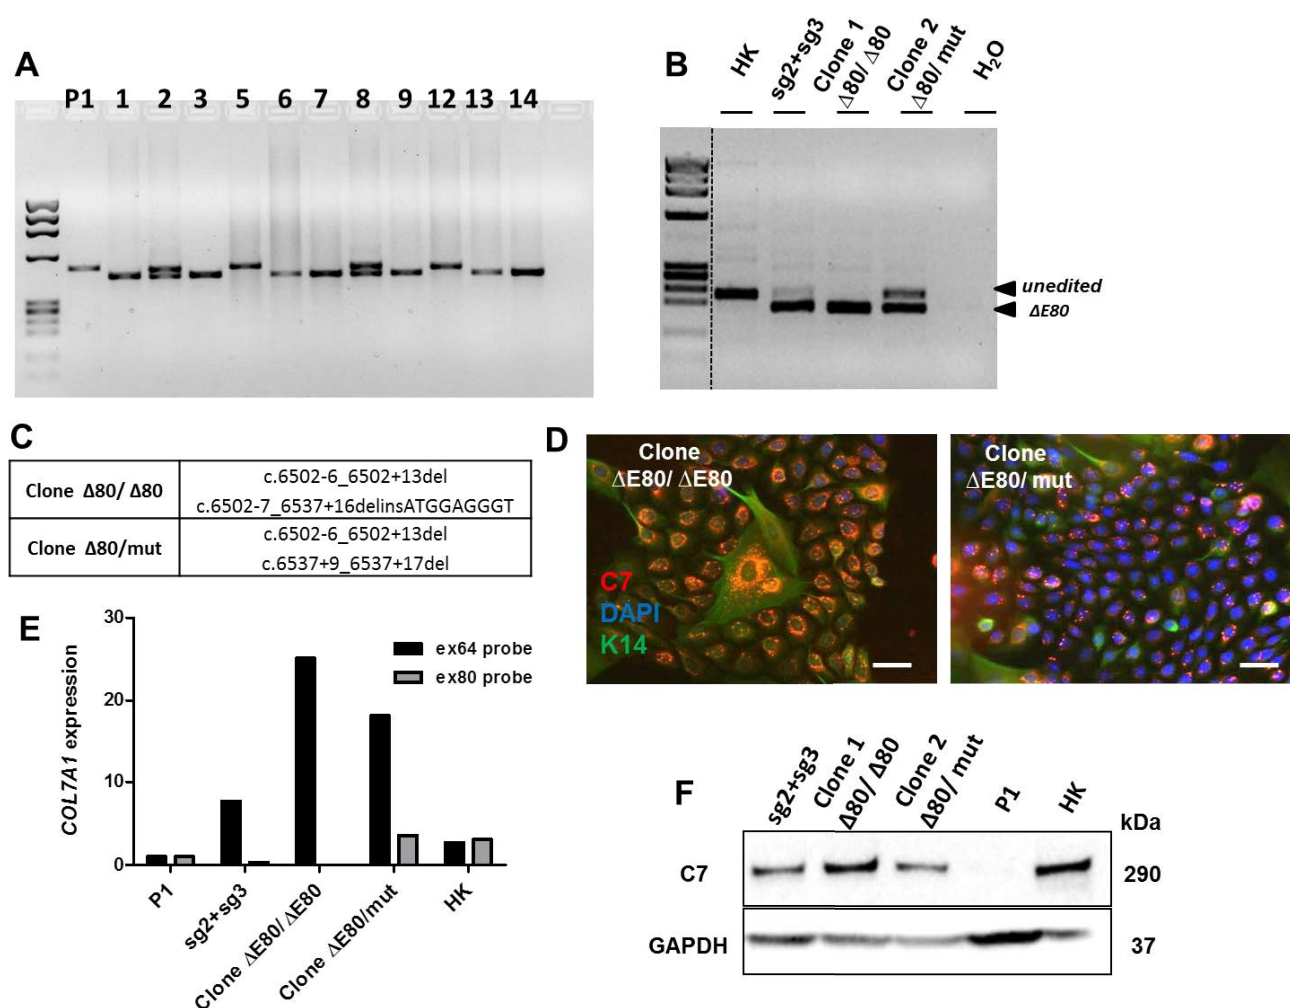 A
P1 1 2 3 5 6 7 8 9 12 13 14
B
HK
sg2+sg3
Clone 1
Δ80/ Δ80
Clone 2
Δ80/ mut
H2O
unedited
ΔE80
C
Clone Δ80/ Δ80
c.6502-6_6502+13del
c.6502-7_6537+16delinsATGGAGGGT
Clone Δ80/mut
c.6502-6_6502+13del
c.6537+9_6537+17del
D
Clone
ΔE80/ ΔE80
C7
DAPI
K14
Clone
ΔE80/ mut
E
COL7A1 expression
30
20
10
0
ex64 probe
ex80 probe
P1
sg2+sg3
Clone ΔE80/ ΔE80
Clone ΔE80/mut
HK
F
sg2+sg3
Clone 1
Δ80/ Δ80
Clone 2
Δ80/ mut
P1
HK
kDa
C7
290
GAPDH
37